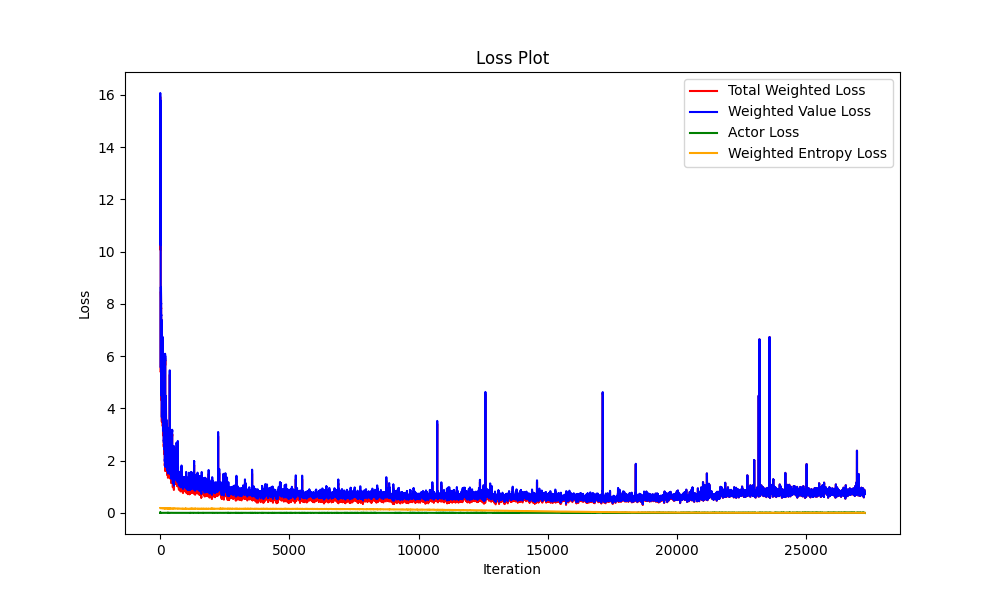 Loss Plot
Total Weighted Loss
Weighted Value Loss
Actor Loss
Weighted Entropy Loss
16
14
12
10
8
6
4
2
0
Loss
0 5000 10000 15000 20000 25000
Iteration